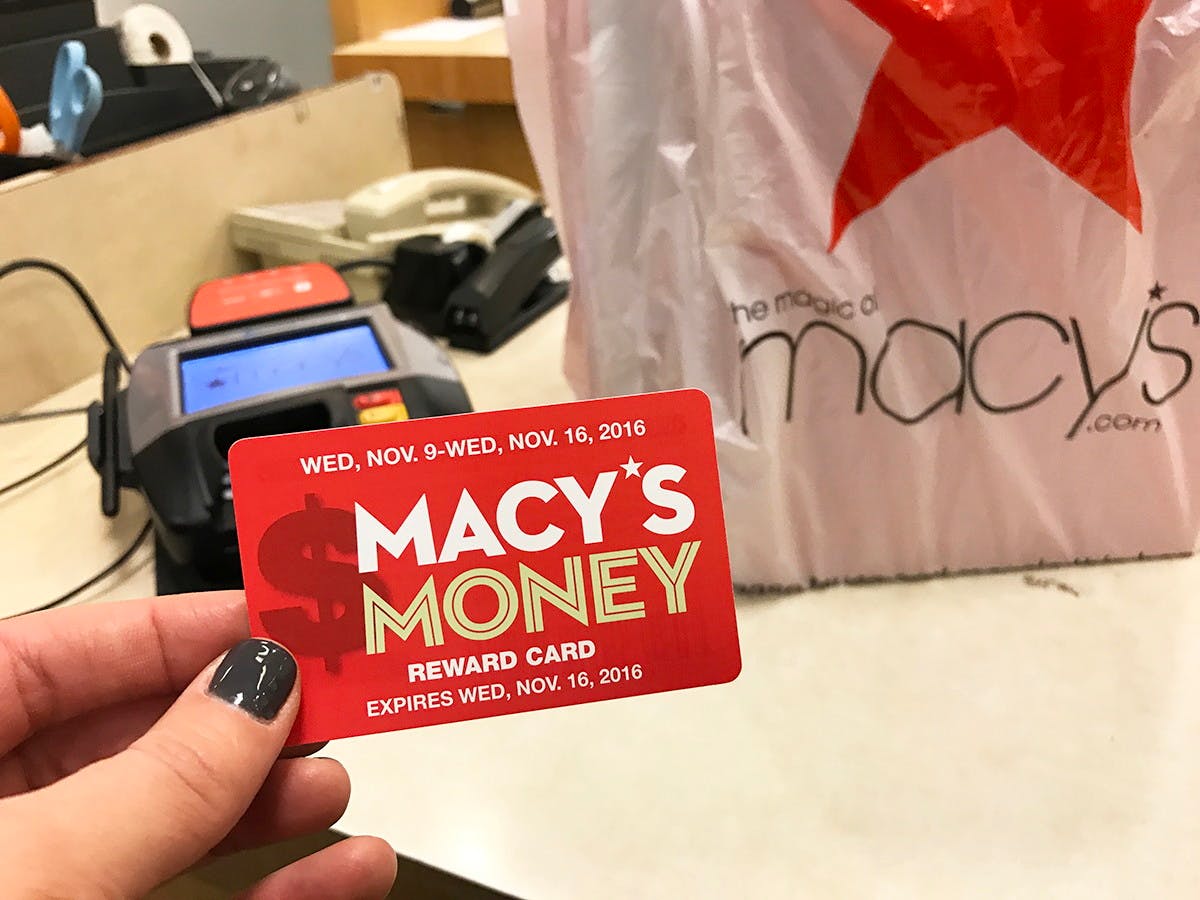 WED, NOV. 9-WED, NOV. 16, 2016
MACY★S
MONEY
REWARD CARD
EXPIRES WED, NOV. 16, 2016
he magic of
macy★s
.com